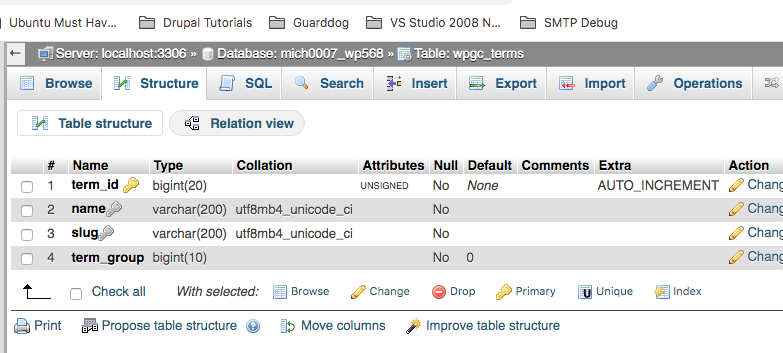 Ubuntu Must Hav... Drupal Tutorials Guarddog VS Studio 2008 N... SMTP Debug
Server: localhost:3306 » Database: mich0007_wp568 » Table: wpgc_terms
Browse Structure SQL Search Insert Export Import Operations
Table structure Relation view
# Name Type Collation Attributes Null Default Comments Extra Action
1 term_id bigint(20) UNSIGNED No None AUTO_INCREMENT Chang
2 name varchar(200) utf8mb4_unicode_ci No Chang
3 slug varchar(200) utf8mb4_unicode_ci No Chang
4 term_group bigint(10) No 0 Chang
Check all With selected: Browse Change Drop Primary Unique Index
Print Propose table structure Move columns Improve table structure